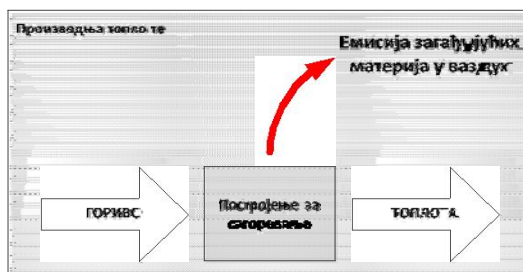 Производња топлоте
Емисија загађујућих
материја у ваздух
ГОРИВО
Постројење за
сагоревање
ТОПЛОТА